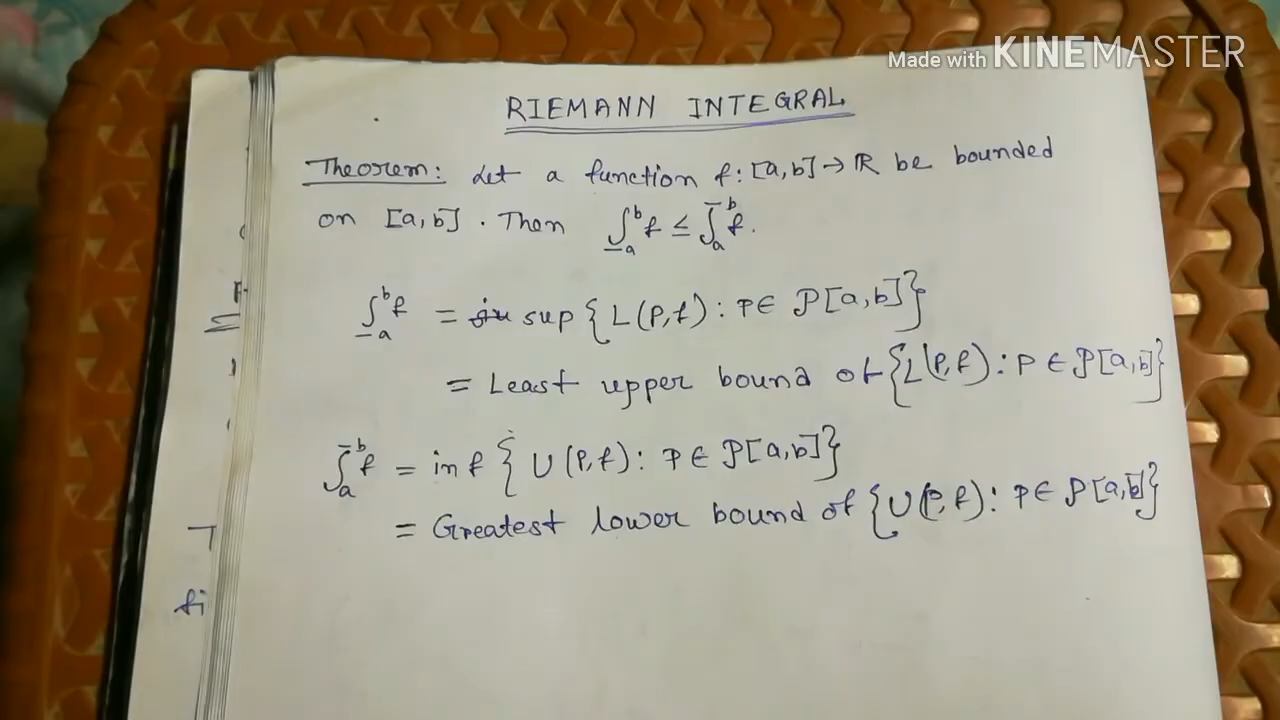 Made with KINEMASTER
RIEMANN INTEGRAL
Theorem: Let a function f: [a,b] → ℝ be bounded
on [a,b]. Then ∫̲ₐᵇ f ≤ ∫̅ₐᵇ f.
∫̲ₐᵇ f = sup {L(P,f) : P ∈ 𝒫[a,b]}
= Least upper bound of {L(P,f) : P ∈ 𝒫[a,b]}
∫̅ₐᵇ f = inf {U(P,f) : P ∈ 𝒫[a,b]}
= Greatest lower bound of {U(P,f) : P ∈ 𝒫[a,b]}
fi